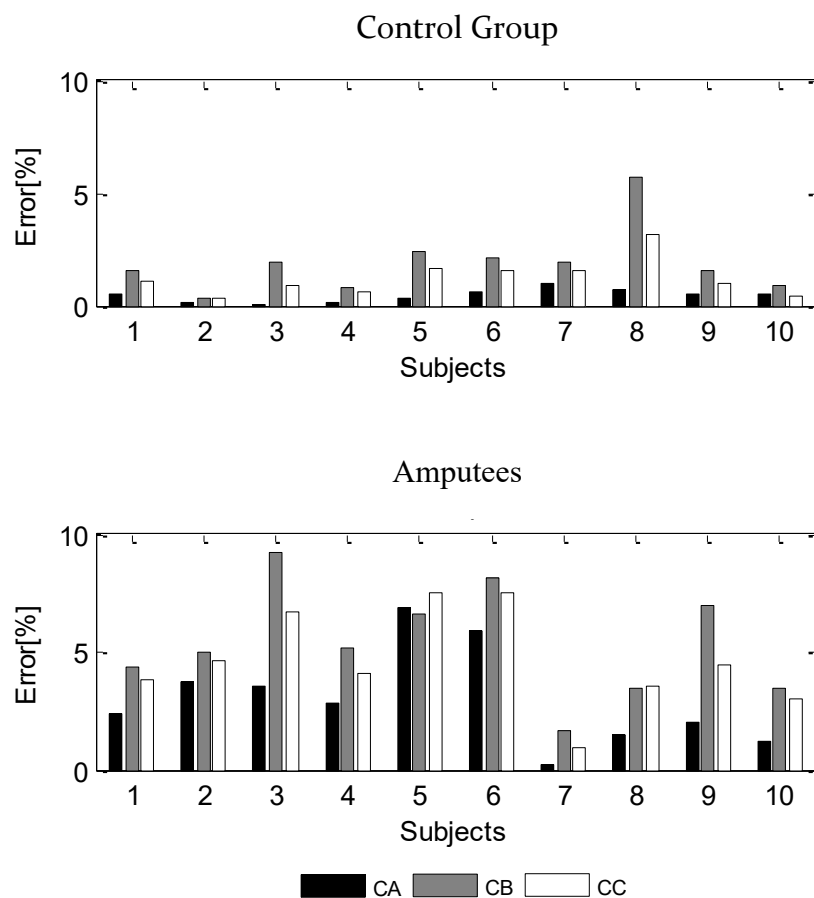 Control Group
10
5
0
Error[%]
1 2 3 4 5 6 7 8 9 10
Subjects
Amputees
10
5
0
Error[%]
1 2 3 4 5 6 7 8 9 10
Subjects
CA CB CC